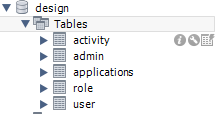 design
Tables
activity
admin
applications
role
user